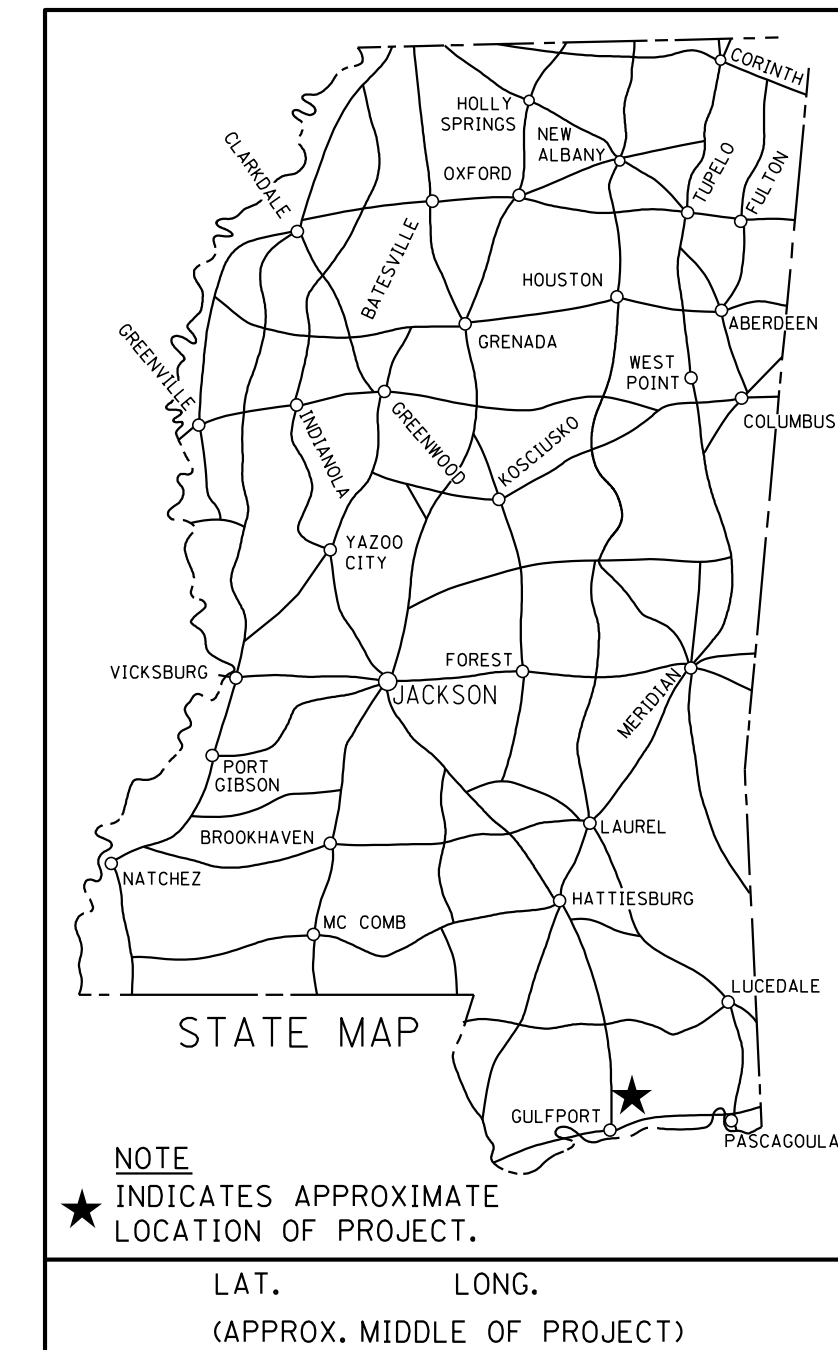 CORINTH
HOLLY
SPRINGS
NEW
ALBANY
CLARKDALE
OXFORD
TUPELO
FULTON
BATESVILLE
HOUSTON
ABERDEEN
GREENVILLE
GRENADA
WEST
POINT
COLUMBUS
INDIANOLA
GREENWOOD
KOSCIUSKO
YAZOO
CITY
VICKSBURG
FOREST
JACKSON
MERIDIAN
PORT
GIBSON
BROOKHAVEN
LAUREL
NATCHEZ
HATTIESBURG
MC COMB
LUCEDALE
STATE MAP
GULFPORT
PASCAGOULA
NOTE
INDICATES APPROXIMATE
LOCATION OF PROJECT.
LAT. LONG.
(APPROX. MIDDLE OF PROJECT)